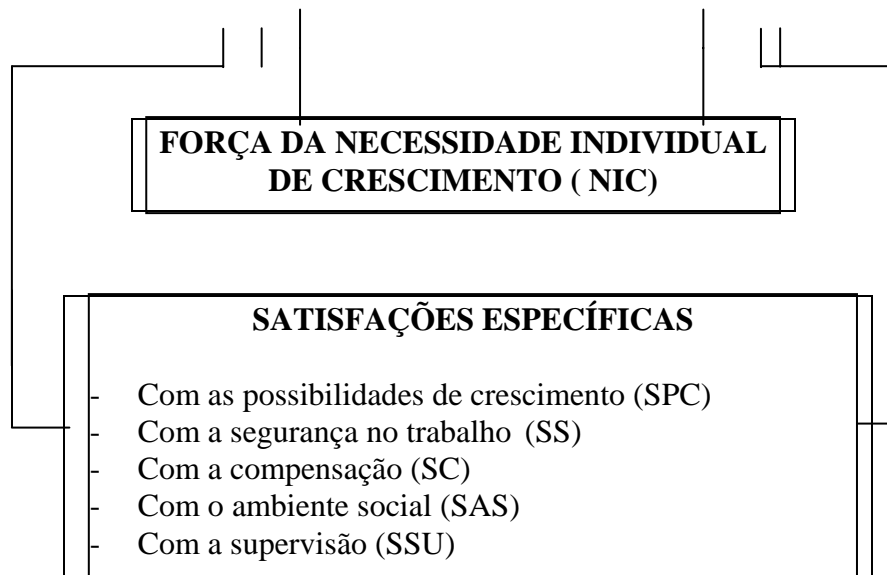 FORÇA DA NECESSIDADE INDIVIDUAL
DE CRESCIMENTO ( NIC)
SATISFAÇÕES ESPECÍFICAS
- Com as possibilidades de crescimento (SPC)
- Com a segurança no trabalho (SS)
- Com a compensação (SC)
- Com o ambiente social (SAS)
- Com a supervisão (SSU)